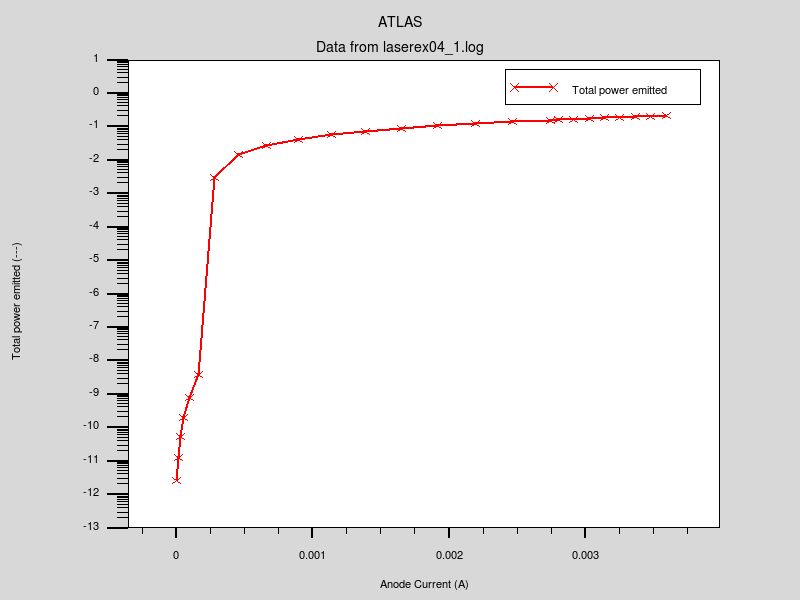 ATLAS
Data from laserex04_1.log
Total power emitted
1
0
-1
-2
-3
-4
-5
-6
-7
-8
-9
-10
-11
-12
-13
Total power emitted (---)
0 0.001 0.002 0.003
Anode Current (A)